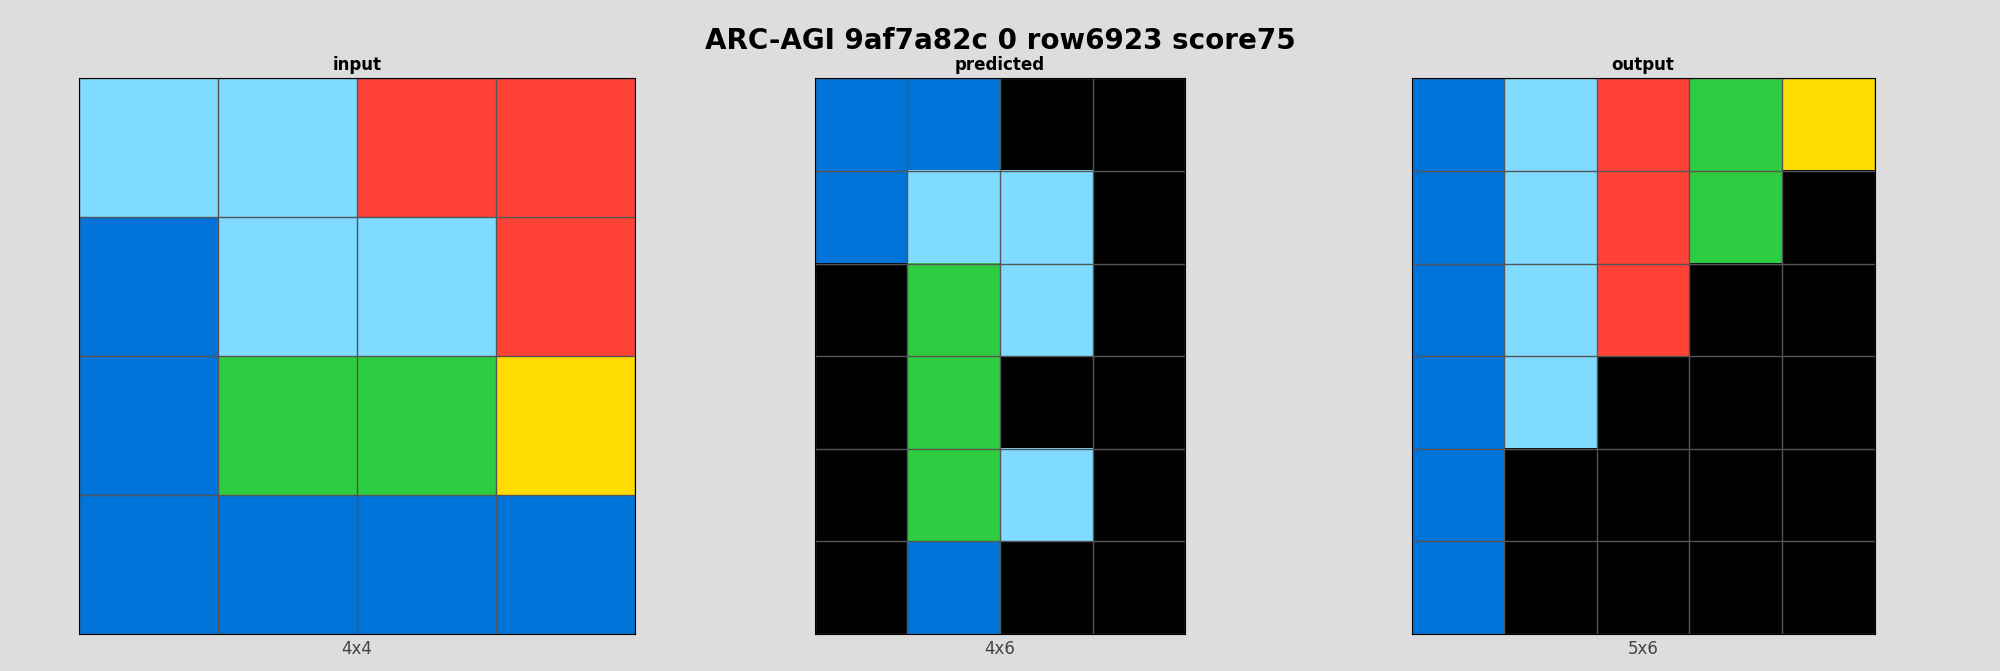 ARC-AGI 9af7a82c 0 row6923 score75
input
predicted
output
4x4
4x6
5x6